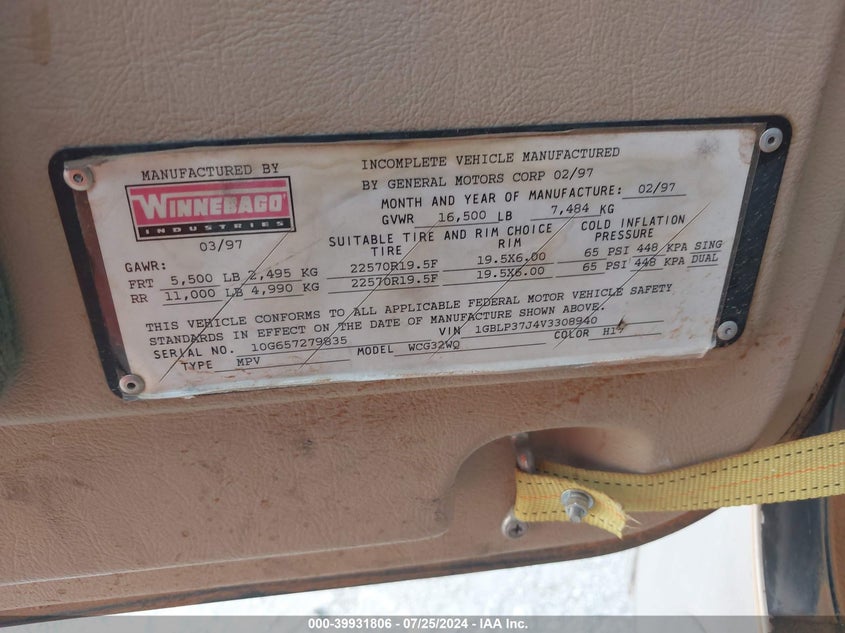 MANUFACTURED BY
WINNEBAGO
INDUSTRIES
03/97
INCOMPLETE VEHICLE MANUFACTURED
BY GENERAL MOTORS CORP 02/97
MONTH AND YEAR OF MANUFACTURE: 02/97
GVWR 16,500 LB 7,484 KG
SUITABLE TIRE AND RIM CHOICE
COLD INFLATION
GAWR: TIRE RIM PRESSURE
FRT 5,500 LB 2,495 KG 22570R19.5F 19.5X6.00 65 PSI 448 KPA SING
RR 11,000 LB 4,990 KG 22570R19.5F 19.5X6.00 65 PSI 448 KPA DUAL
THIS VEHICLE CONFORMS TO ALL APPLICABLE FEDERAL MOTOR VEHICLE SAFETY
STANDARDS IN EFFECT ON THE DATE OF MANUFACTURE SHOWN ABOVE.
SERIAL NO. 10G657279835 VIN 1GBLP37J4V3308940
TYPE MPV MODEL WCG32WQ COLOR
000-39931806 - 07/25/2024 - IAA Inc.